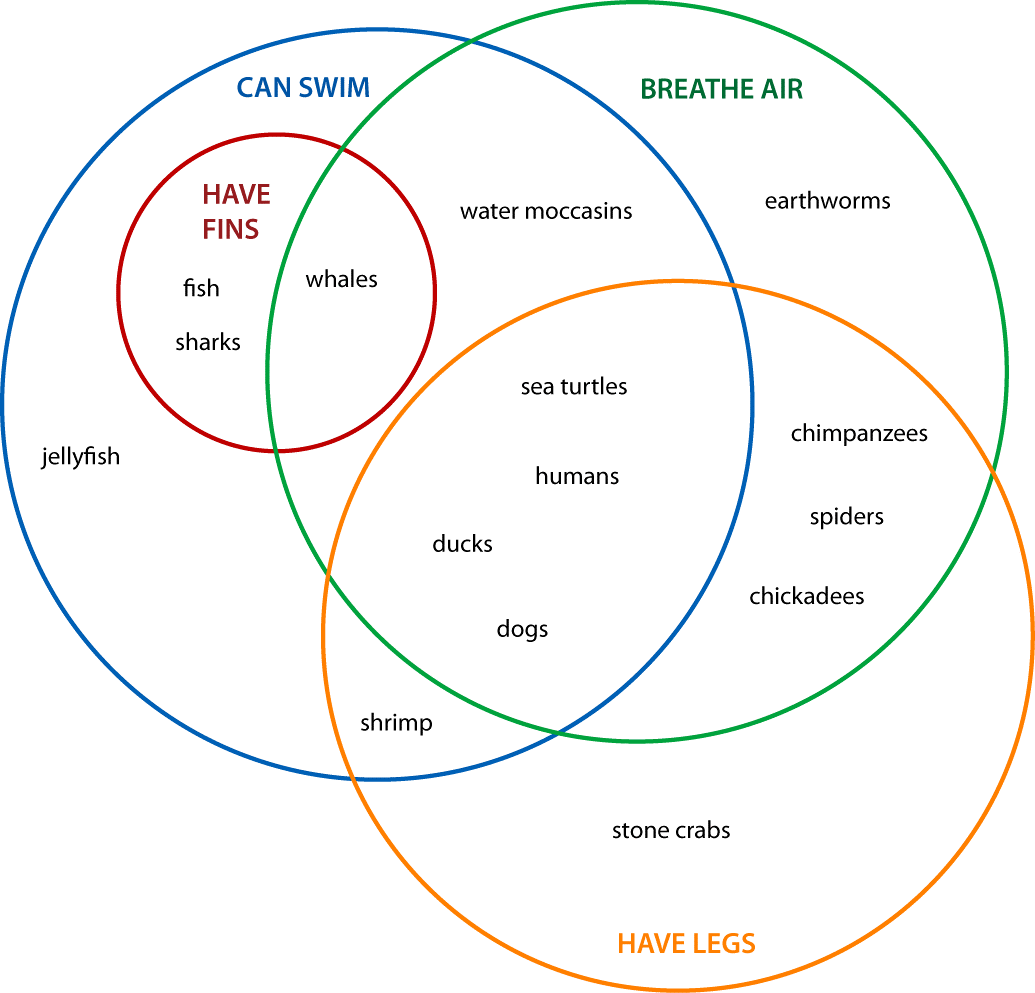 CAN SWIM
BREATHE AIR
HAVE
FINS
earthworms
water moccasins
whales
fish
sharks
sea turtles
chimpanzees
jellyfish
humans
spiders
ducks
chickadees
dogs
shrimp
stone crabs
HAVE LEGS